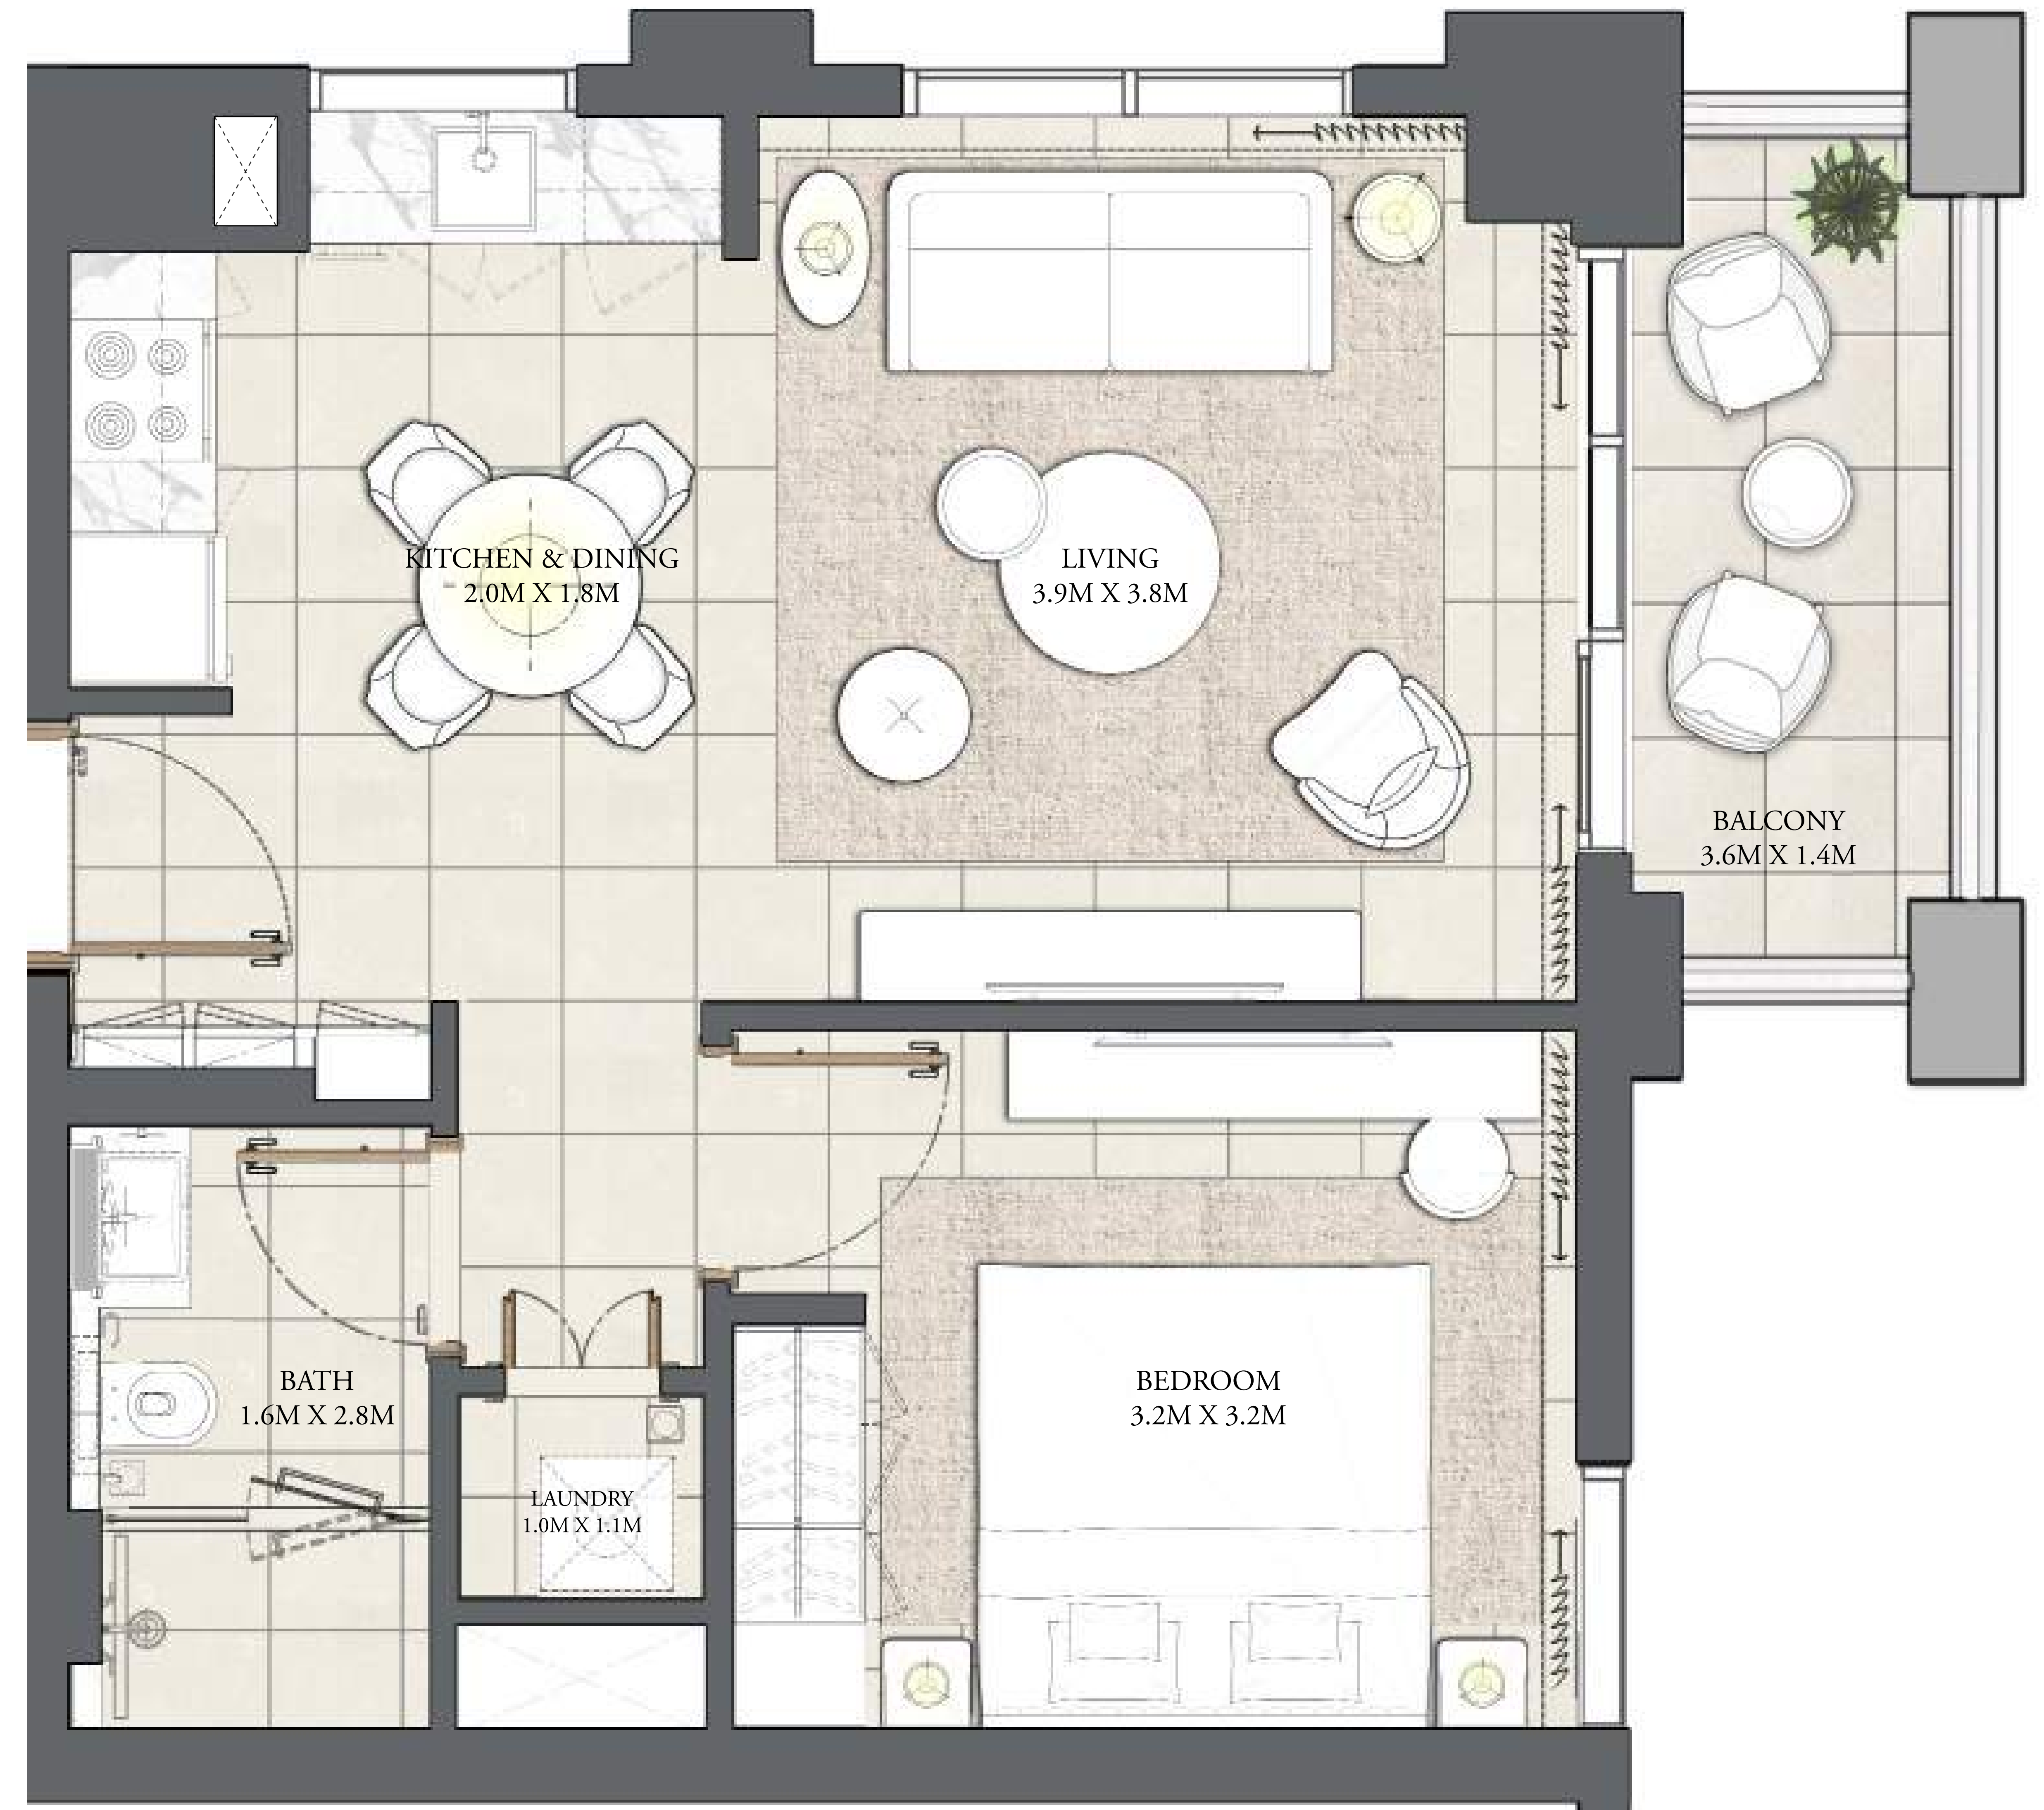 KITCHEN & DINING
2.0M X 1.8M
LIVING
3.9M X 3.8M
BALCONY
3.6M X 1.4M
BATH
1.6M X 2.8M
BEDROOM
3.2M X 3.2M
LAUNDRY
1.0M X 1.1M